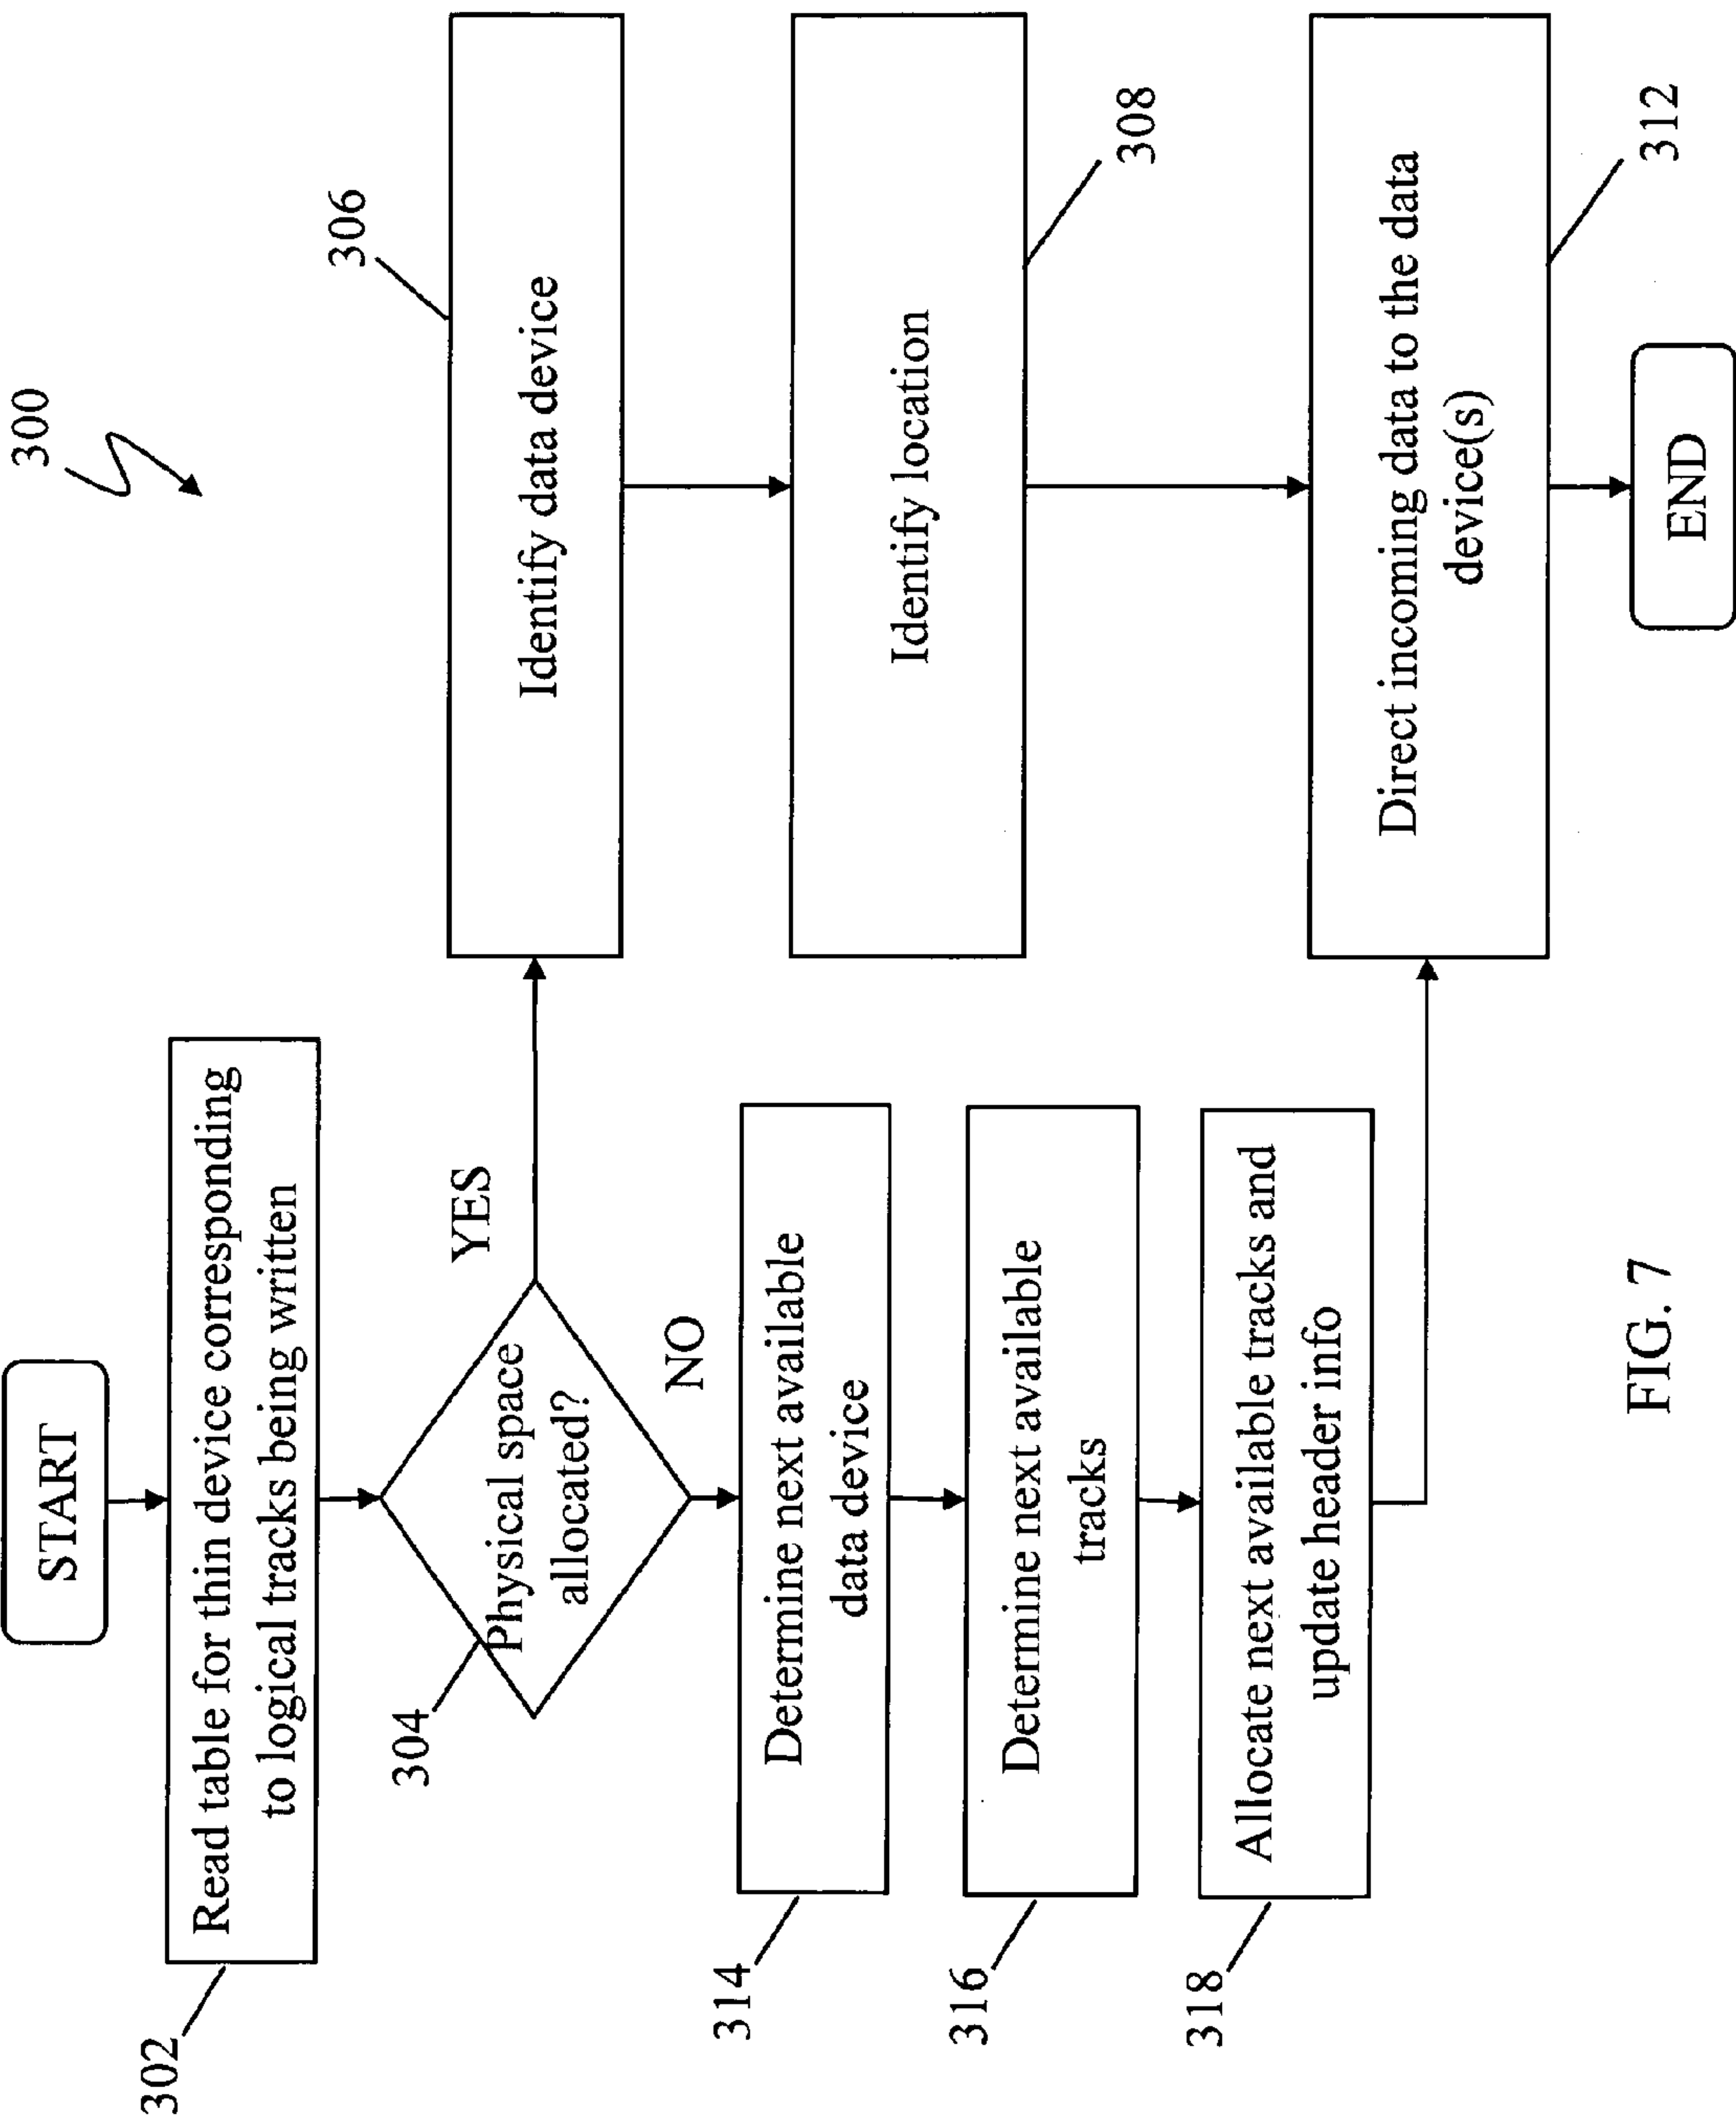 300
START
302
Read table for thin device corresponding
to logical tracks being written
304
Physical space
allocated?
YES
NO
306
Identify data device
308
Identify location
314
Determine next available
data device
316
Determine next available
tracks
318
Allocate next available tracks and
update header info
312
Direct incoming data to the data
device(s)
END
FIG. 7